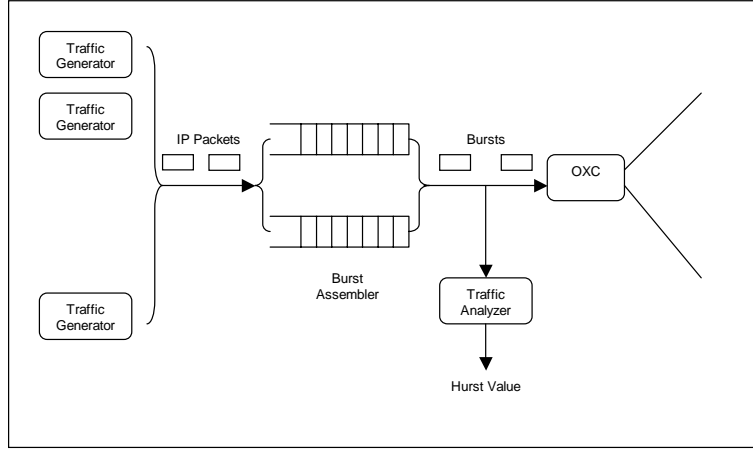 Traffic
Generator
Traffic
Generator
IP Packets
Bursts
OXC
Burst
Assembler
Traffic
Generator
Traffic
Analyzer
Hurst Value